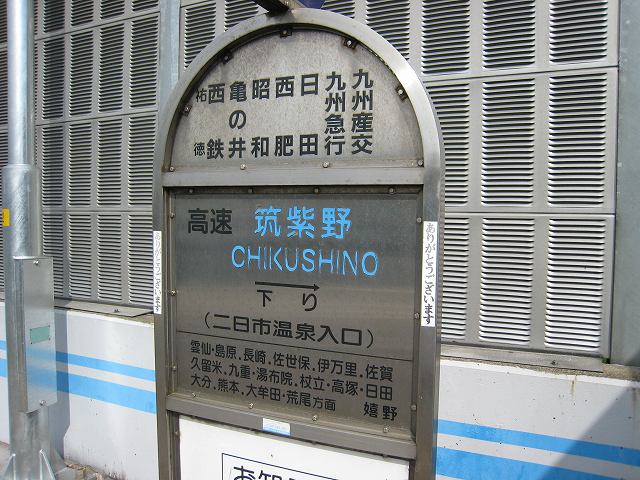 九州産交
九州急行
日田
西肥
昭和
亀の井
西鉄
祐徳
高速 筑紫野
CHIKUSHINO
下り
(二日市温泉入口)
雲仙・島原、長崎、佐世保、伊万里、佐賀
久留米、九重・湯布院、杖立・高塚・日田
大分、熊本、大牟田・荒尾方面 嬉野
ありがとうございます
ありがとうございます